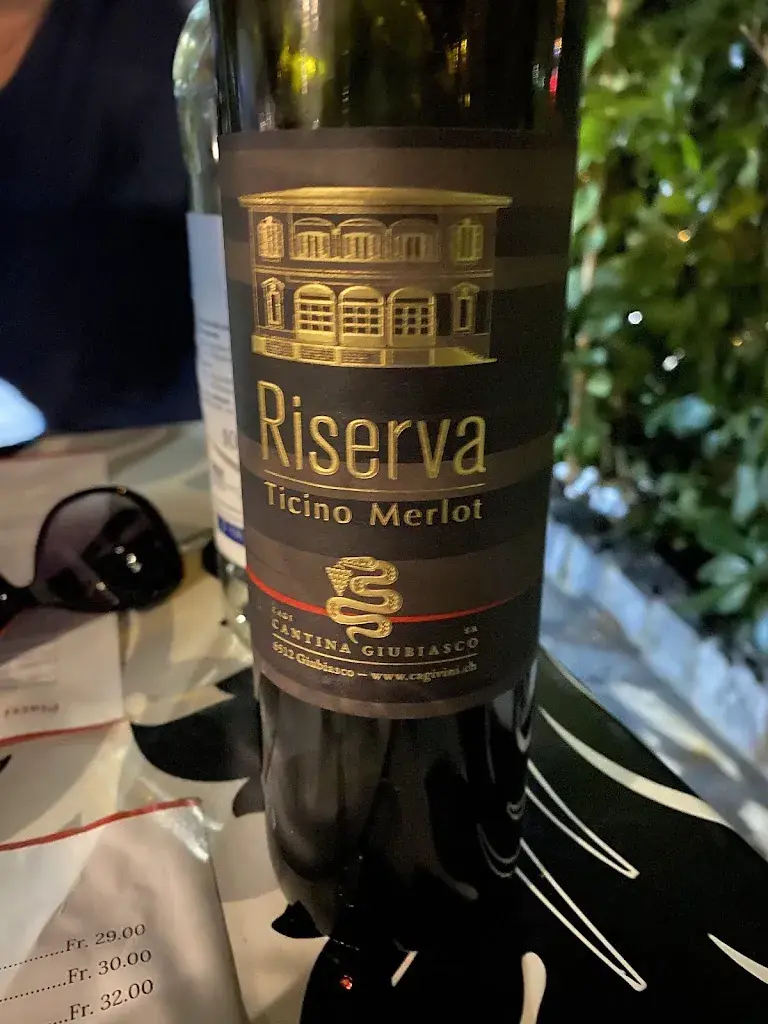 Riserva
Ticino Merlot
CANTINA GIUBIASCO
6512 Giubiasco – www.cagivini.ch
Fr. 29.00
Fr. 30.00
Fr. 32.00